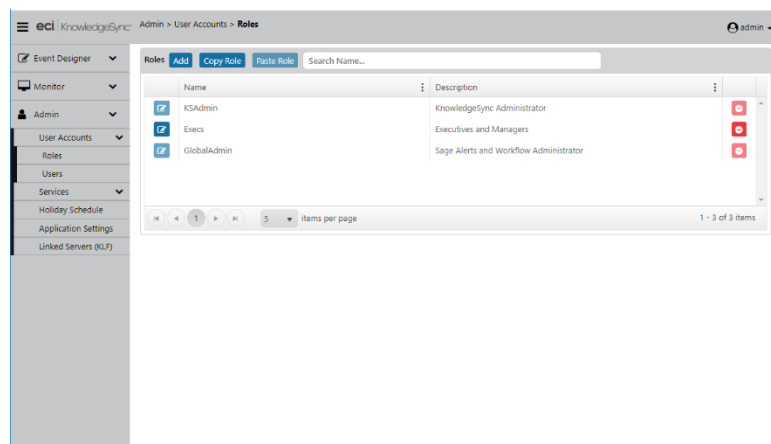 eci KnowledgeSync
Admin > User Accounts > Roles
admin
Event Designer
Monitor
Admin
User Accounts
Roles
Users
Services
Holiday Schedule
Application Settings
Linked Servers (KLF)
Roles Add Copy Role Paste Role Search Name...
Name Description
KSAdmin KnowledgeSync Administrator
Execs Executives and Managers
GlobalAdmin Sage Alerts and Workflow Administrator
1 5 items per page 1 - 3 of 3 items